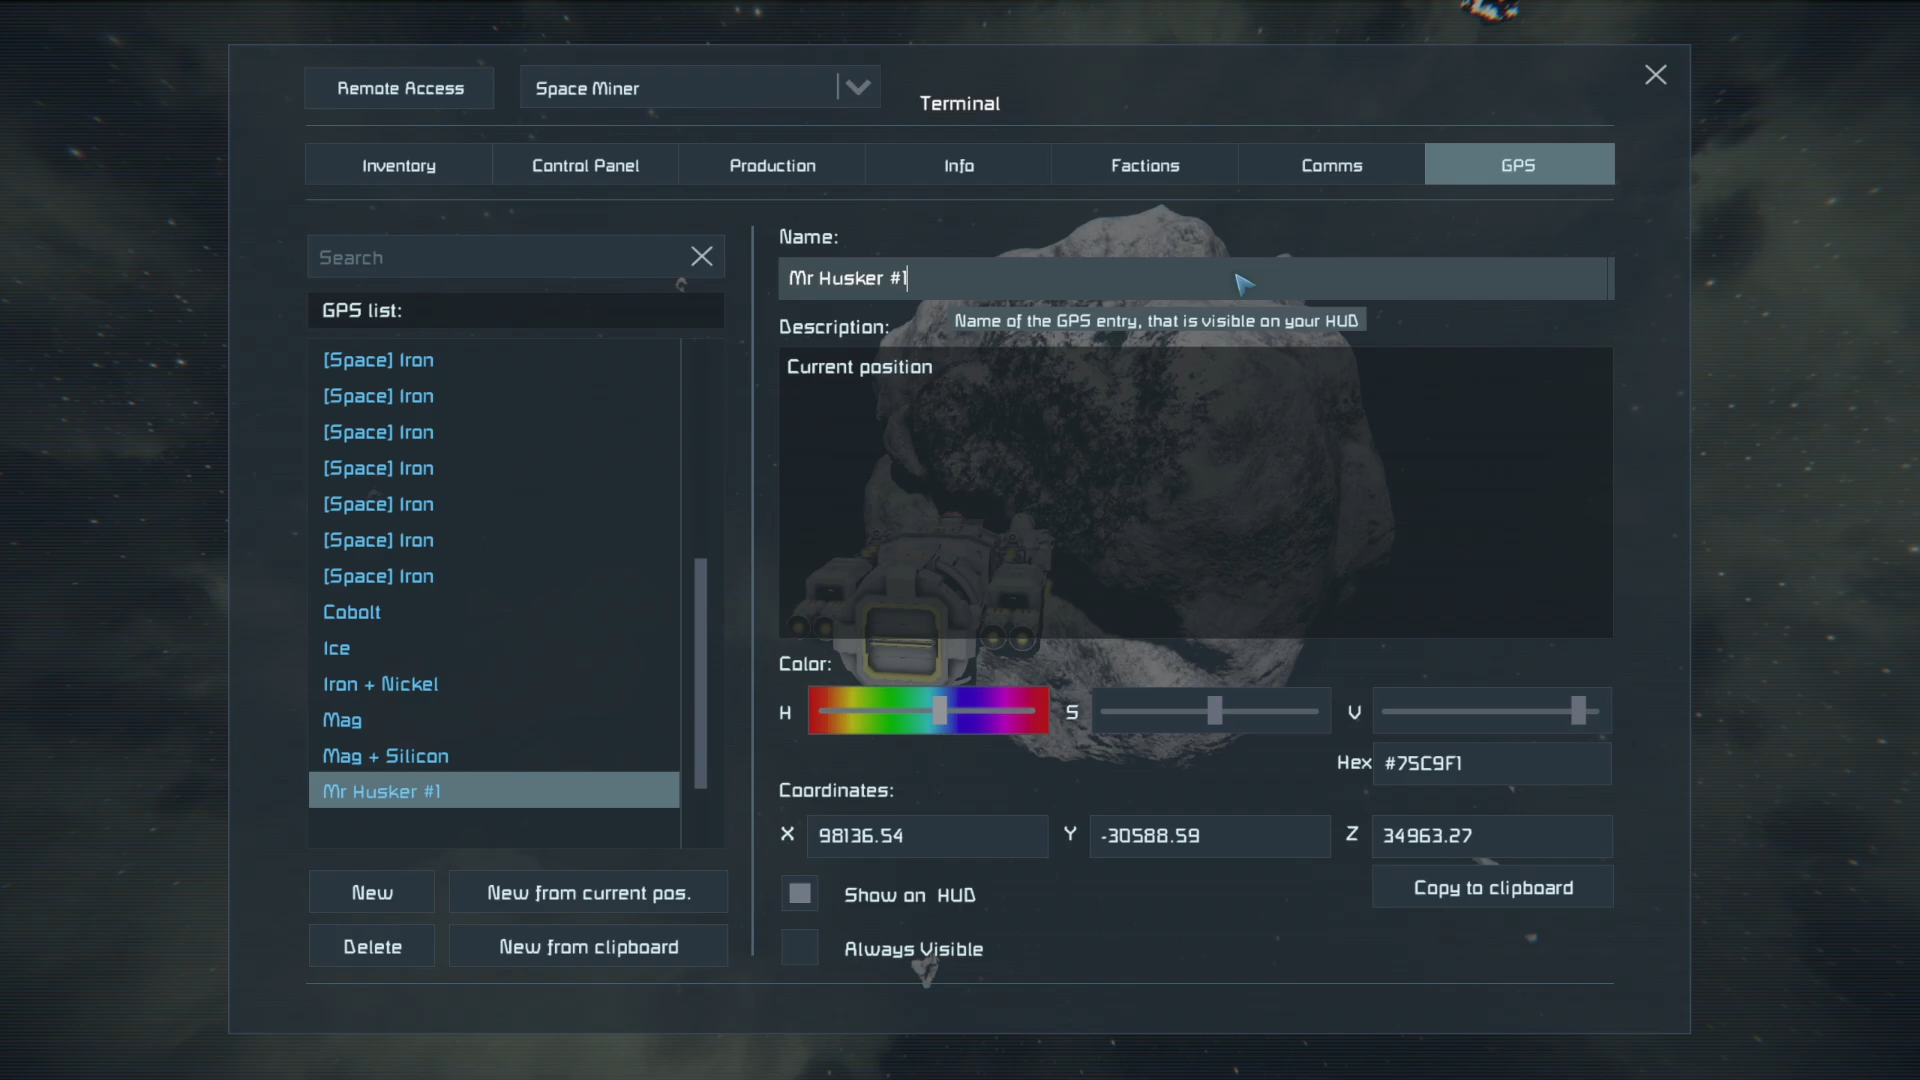 Remote Access
Space Miner
Terminal
Inventory
Control Panel
Production
Info
Factions
Comms
GPS
Search
GPS list:
[Space] Iron
[Space] Iron
[Space] Iron
[Space] Iron
[Space] Iron
[Space] Iron
[Space] Iron
Cobolt
Ice
Iron + Nickel
Mag
Mag + Silicon
Mr Husker #1
New
New from current pos.
Delete
New from clipboard
Name:
Mr Husker #1
Name of the GPS entry, that is visible on your HUD
Description:
Current position
Color:
H
S
V
Hex #75C9F1
Coordinates:
X 98136.54
Y -30588.59
Z 34963.27
Show on HUD
Copy to clipboard
Always Visible